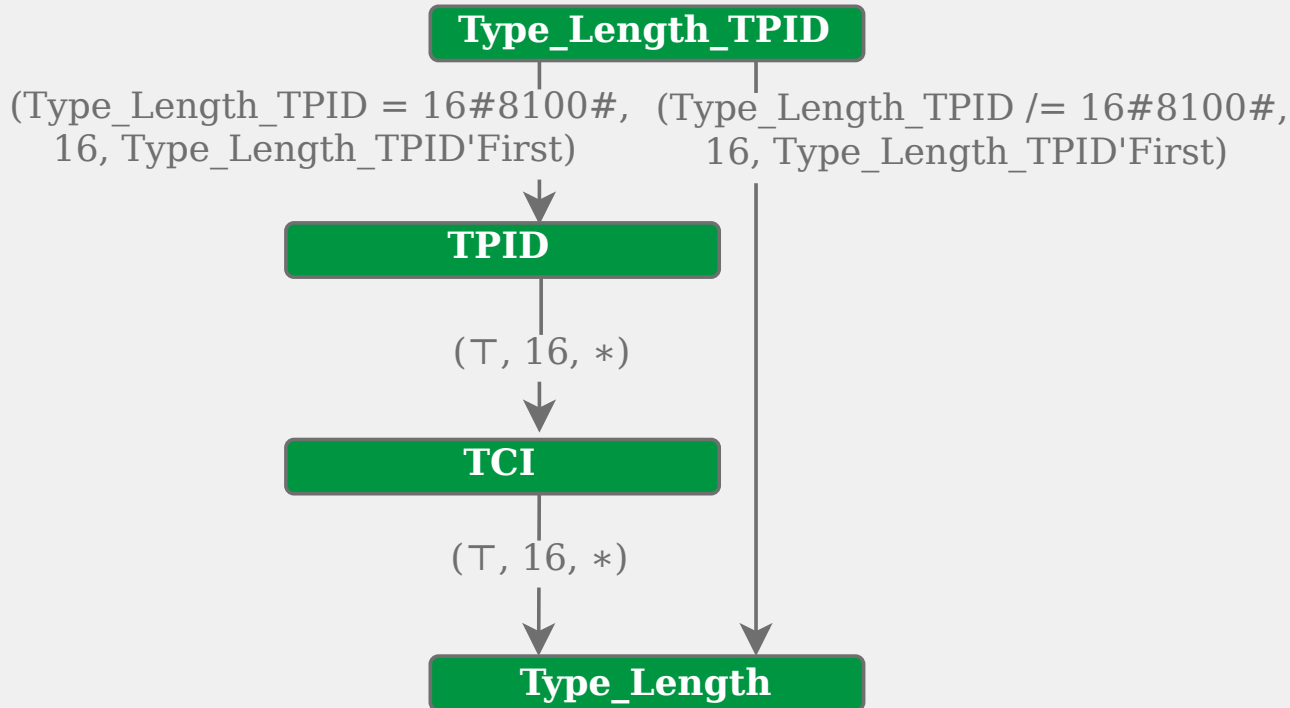 Type_Length_TPID
(Type_Length_TPID = 16#8100#,
16, Type_Length_TPID'First)
(Type_Length_TPID /= 16#8100#,
16, Type_Length_TPID'First)
TPID
(⊤, 16, ∗)
TCI
(⊤, 16, ∗)
Type_Length